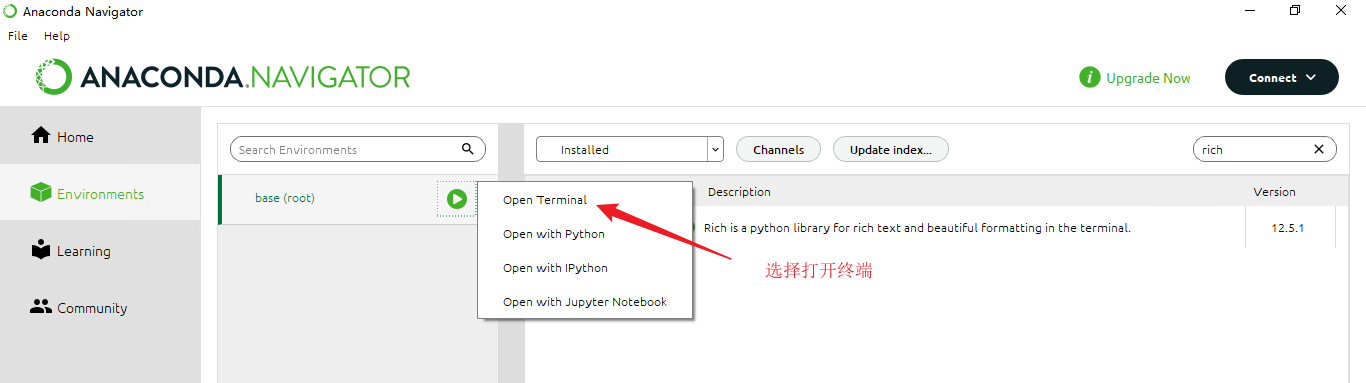 Anaconda Navigator
File Help
ANACONDA.NAVIGATOR
i Upgrade Now
Connect
Home
Environments
Learning
Community
Search Environments
base (root)
Installed
Channels
Update index...
rich
Description
Version
Rich is a python library for rich text and beautiful formatting in the terminal.
12.5.1
Open Terminal
Open with Python
Open with IPython
Open with Jupyter Notebook
选择打开终端